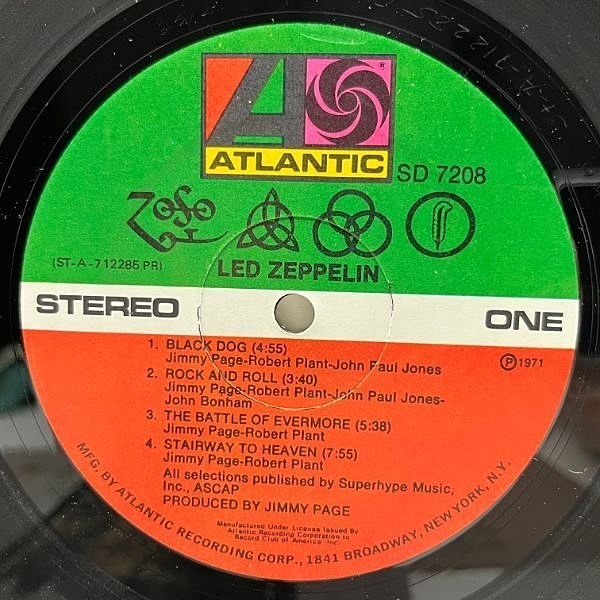 ATLANTIC
®
SD 7208
(ST-A-712285 PR)
LED ZEPPELIN
STEREO
ONE
1. BLACK DOG (4:55)
Jimmy Page-Robert Plant-John Paul Jones
℗1971
2. ROCK AND ROLL (3:40)
Jimmy Page-Robert Plant-John Paul Jones-
John Bonham
3. THE BATTLE OF EVERMORE (5:38)
Jimmy Page-Robert Plant
4. STAIRWAY TO HEAVEN (7:55)
Jimmy Page-Robert Plant
All selections published by Superhype Music,
Inc., ASCAP
PRODUCED BY JIMMY PAGE
Manufactured Under License Issued By
Atlantic Recording Corporation to
Record Club of America Inc.
MFG. BY ATLANTIC RECORDING CORP., 1841 BROADWAY, NEW YORK, N.Y.